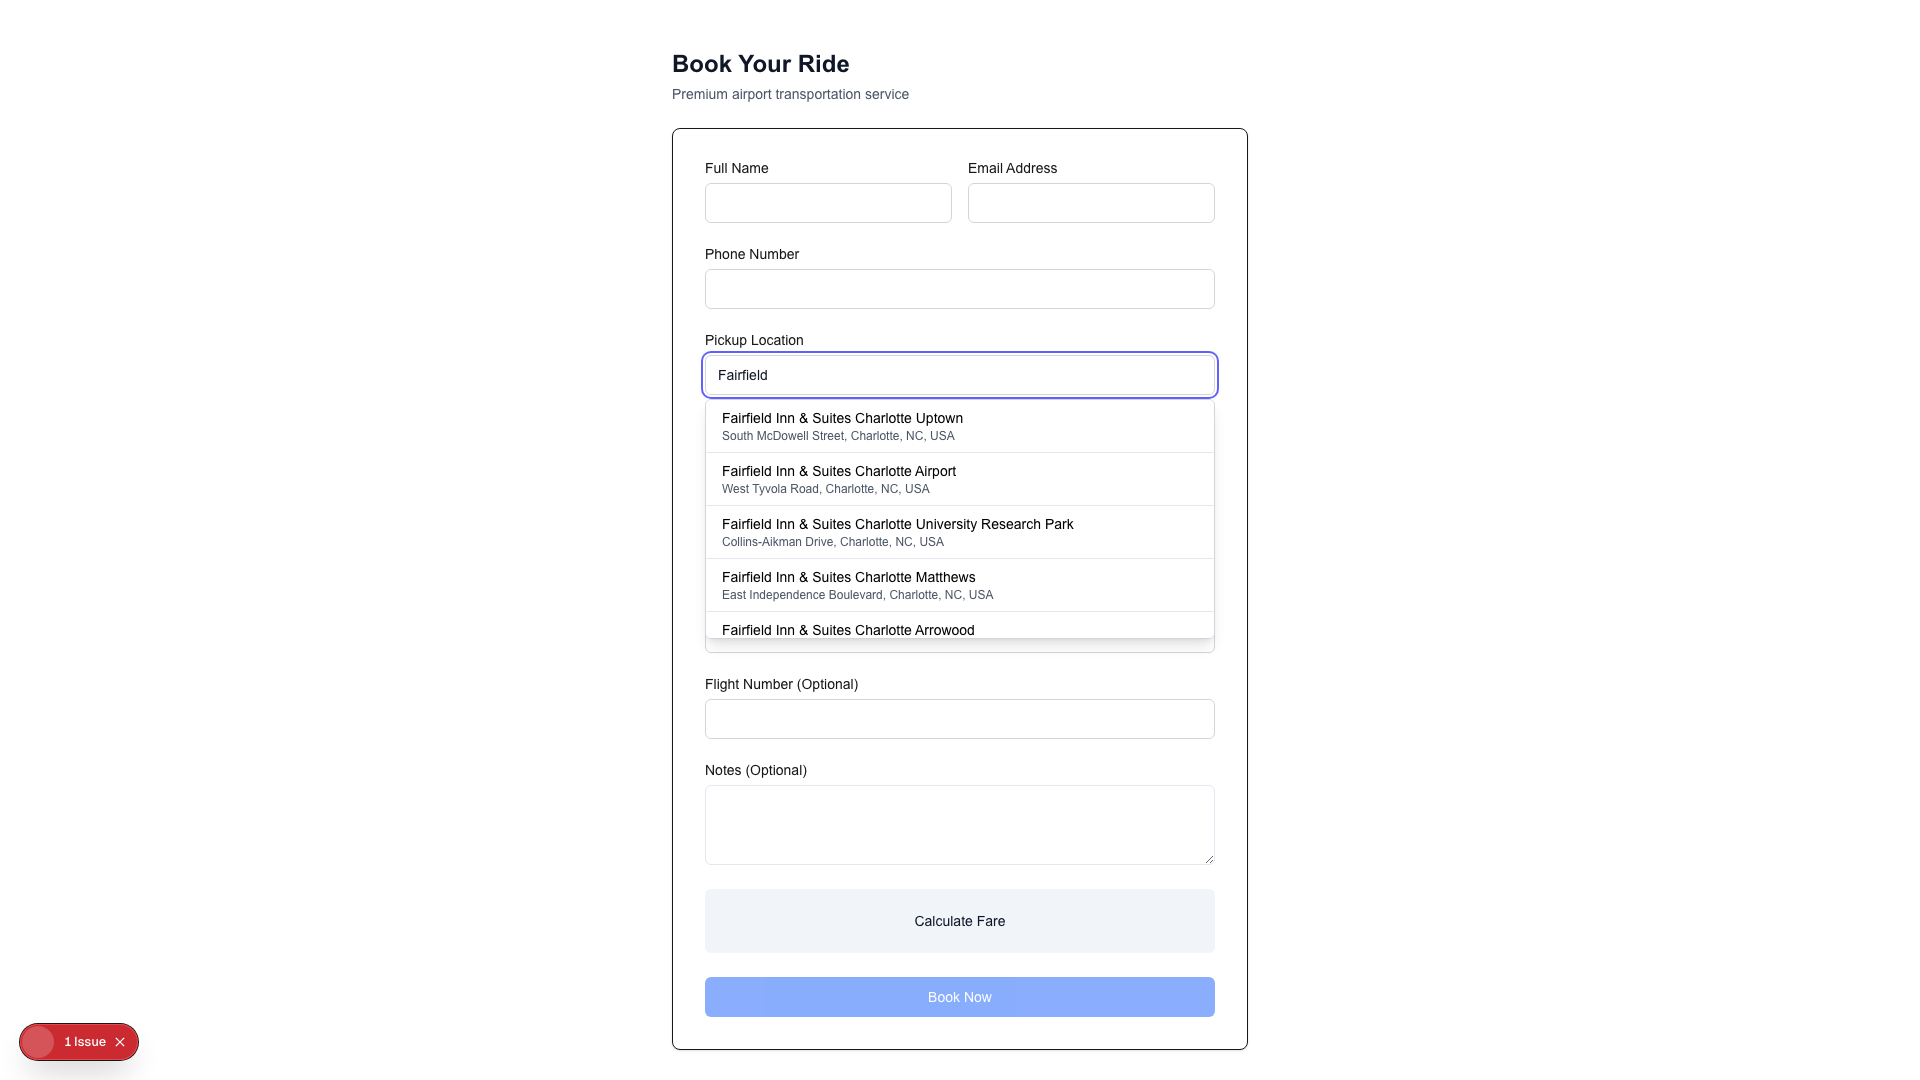 Book Your Ride
Premium airport transportation service
Full Name
Email Address
Phone Number
Pickup Location
Fairfield
Fairfield Inn & Suites Charlotte Uptown
South McDowell Street, Charlotte, NC, USA
Fairfield Inn & Suites Charlotte Airport
West Tyvola Road, Charlotte, NC, USA
Fairfield Inn & Suites Charlotte University Research Park
Collins-Aikman Drive, Charlotte, NC, USA
Fairfield Inn & Suites Charlotte Matthews
East Independence Boulevard, Charlotte, NC, USA
Fairfield Inn & Suites Charlotte Arrowood
Flight Number (Optional)
Notes (Optional)
Calculate Fare
Book Now
1 Issue